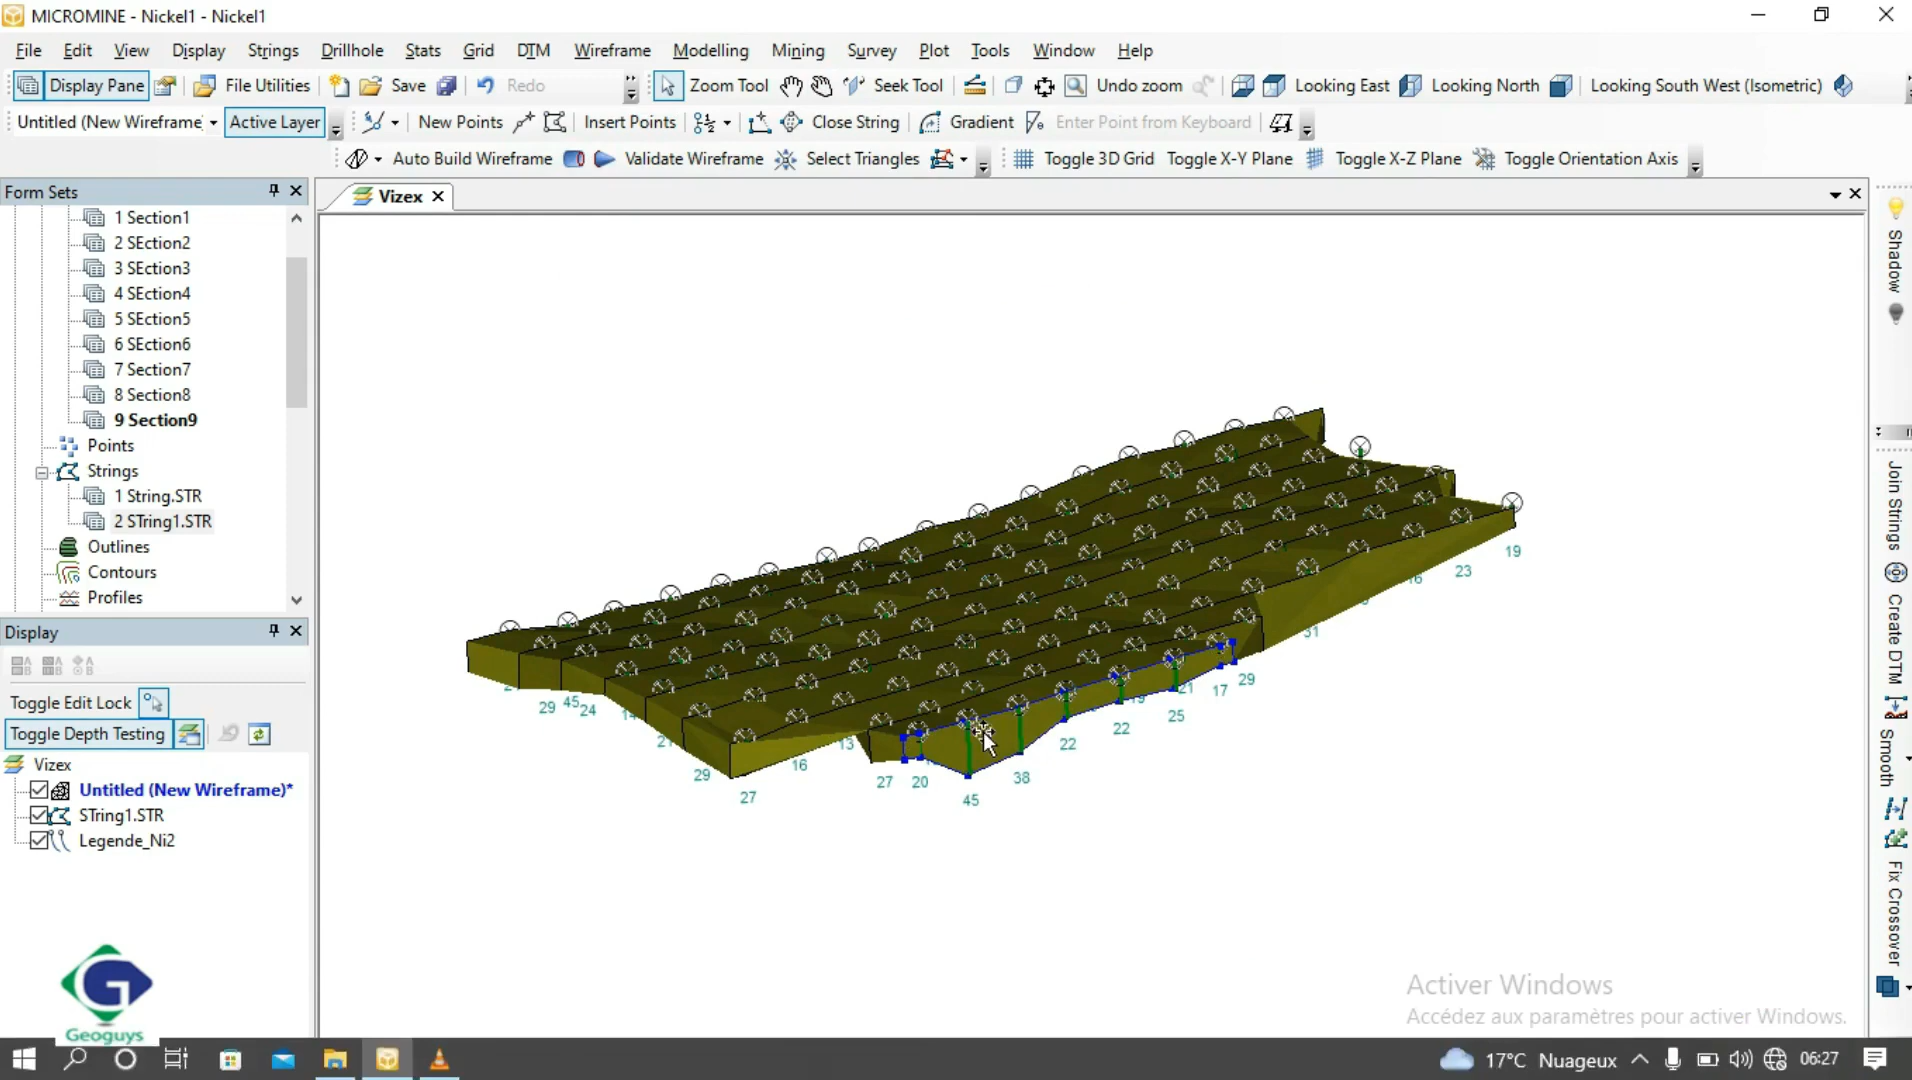 MICROMINE - Nickel1 - Nickel1
File Edit View Display Strings Drillhole Stats Grid DTM Wireframe Modelling Mining Survey Plot Tools Window Help
Display Pane File Utilities Save Redo Zoom Tool Seek Tool Undo zoom Looking East Looking North Looking South West (Isometric)
Untitled (New Wireframe Active Layer New Points Insert Points Close String Gradient Enter Point from Keyboard
Auto Build Wireframe Validate Wireframe Select Triangles Toggle 3D Grid Toggle X-Y Plane Toggle X-Z Plane Toggle Orientation Axis
Form Sets
Vizex
1 Section1
2 SEction2
3 SEction3
4 SEction4
5 SEction5
6 SEction6
7 Section7
8 Section8
9 Section9
Points
Strings
1 String.STR
2 STring1.STR
Outlines
Contours
Profiles
Display
Toggle Edit Lock
Toggle Depth Testing
Vizex
Untitled (New Wireframe)*
STring1.STR
Legende_Ni2
Geoguys
19
23
31
29
17
21
25
22
22
38
45
20
27
13
16
27
29
24
45
29
Shadow
Join Strings
Create DTM
Smooth
Fix Crossover
Activer Windows
Accédez aux paramètres pour activer Windows.
17°C Nuageux 06:27